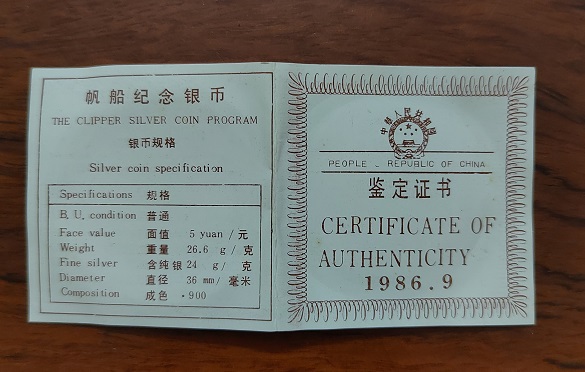 帆船纪念银币
THE CLIPPER SILVER COIN PROGRAM
银币规格
Silver coin specification
Specifications 规格
B. U. condition 普通
Face value 面值 5 yuan / 元
Weight 重量 26.6 g / 克
Fine silver 含纯银 24 g / 克
Diameter 直径 36 mm / 毫米
Composition 成色 .900
中华人民共和国
PEOPLE _ REPUBLIC OF CHINA
鉴定证书
CERTIFICATE OF
AUTHENTICITY
1986.9